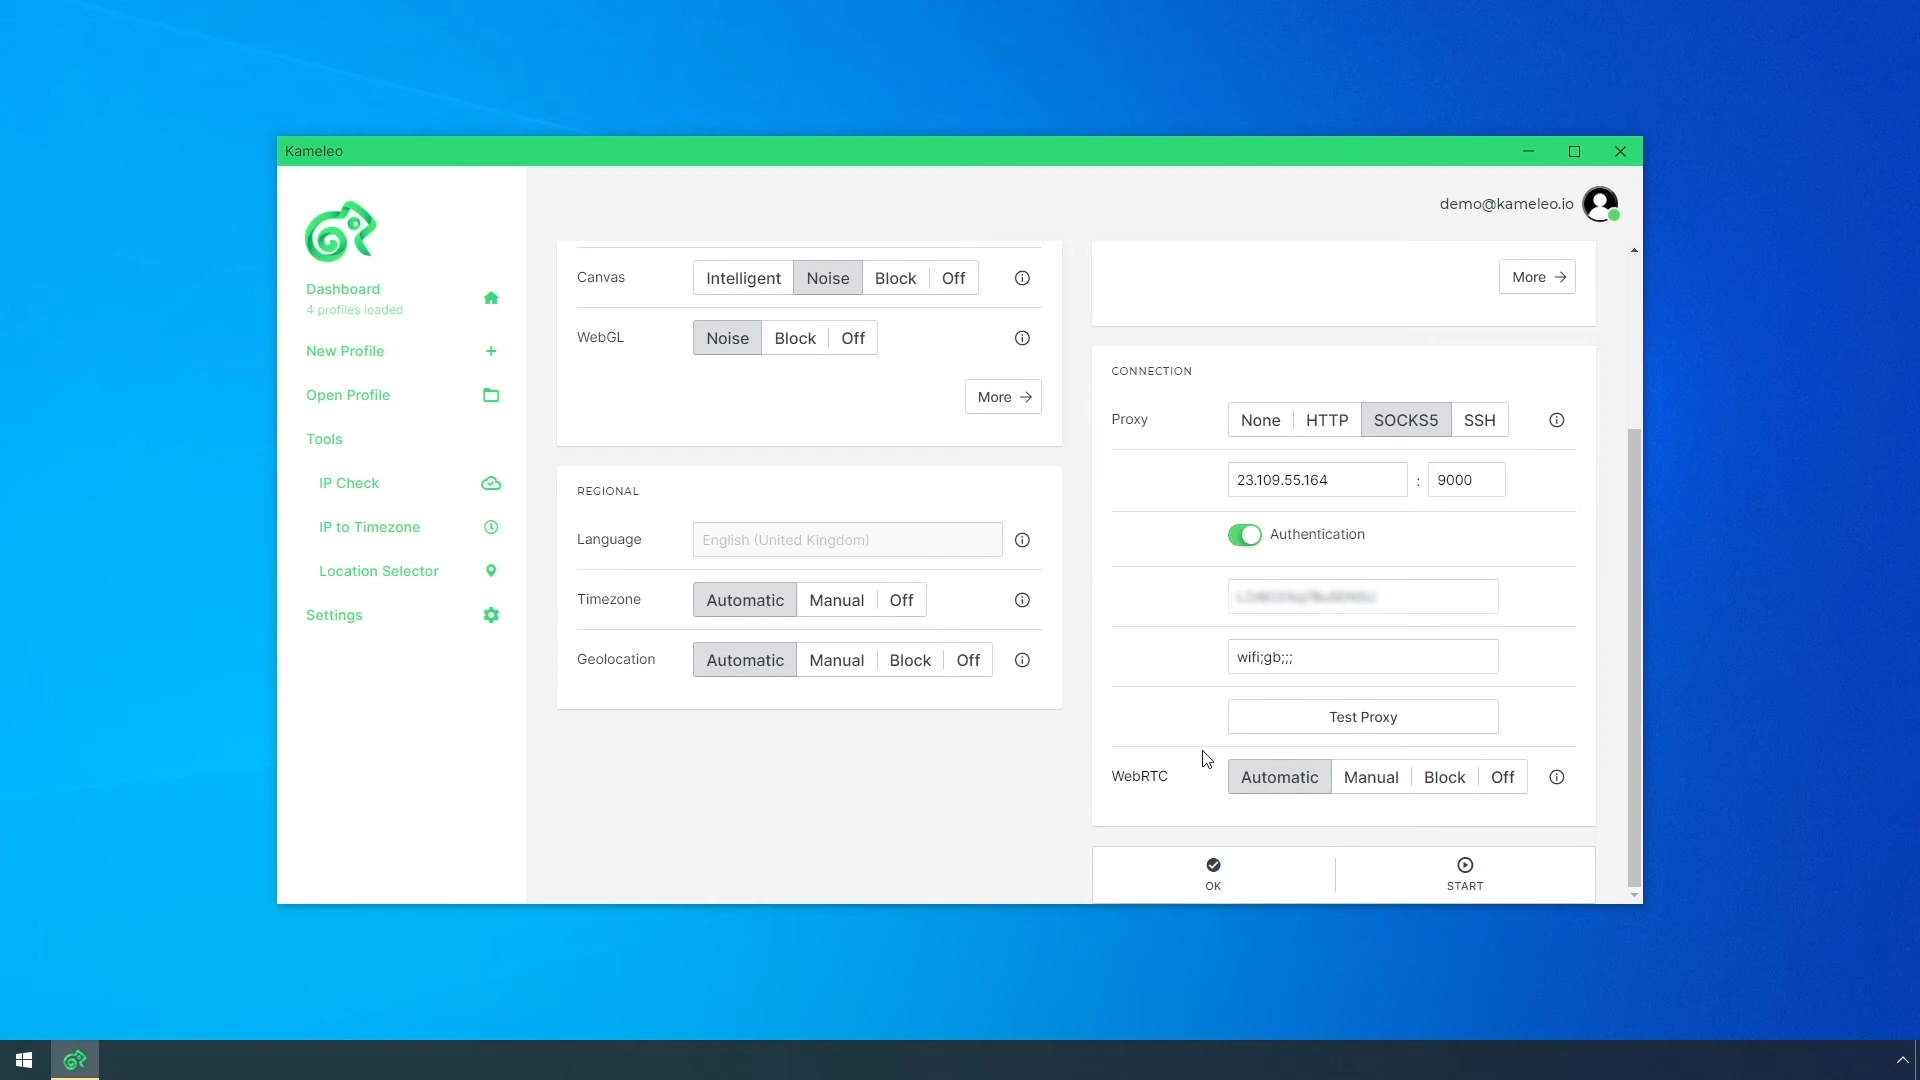 Kameleo
demo@kameleo.io
Dashboard
4 profiles loaded
New Profile
Open Profile
Tools
IP Check
IP to Timezone
Location Selector
Settings
Canvas
Intelligent Noise Block Off
WebGL
Noise Block Off
More
REGIONAL
Language
English (United Kingdom)
Timezone
Automatic Manual Off
Geolocation
Automatic Manual Block Off
More
CONNECTION
Proxy
None HTTP SOCKS5 SSH
23.109.55.164 : 9000
Authentication
wifi;gb;;;
Test Proxy
WebRTC
Automatic Manual Block Off
OK
START